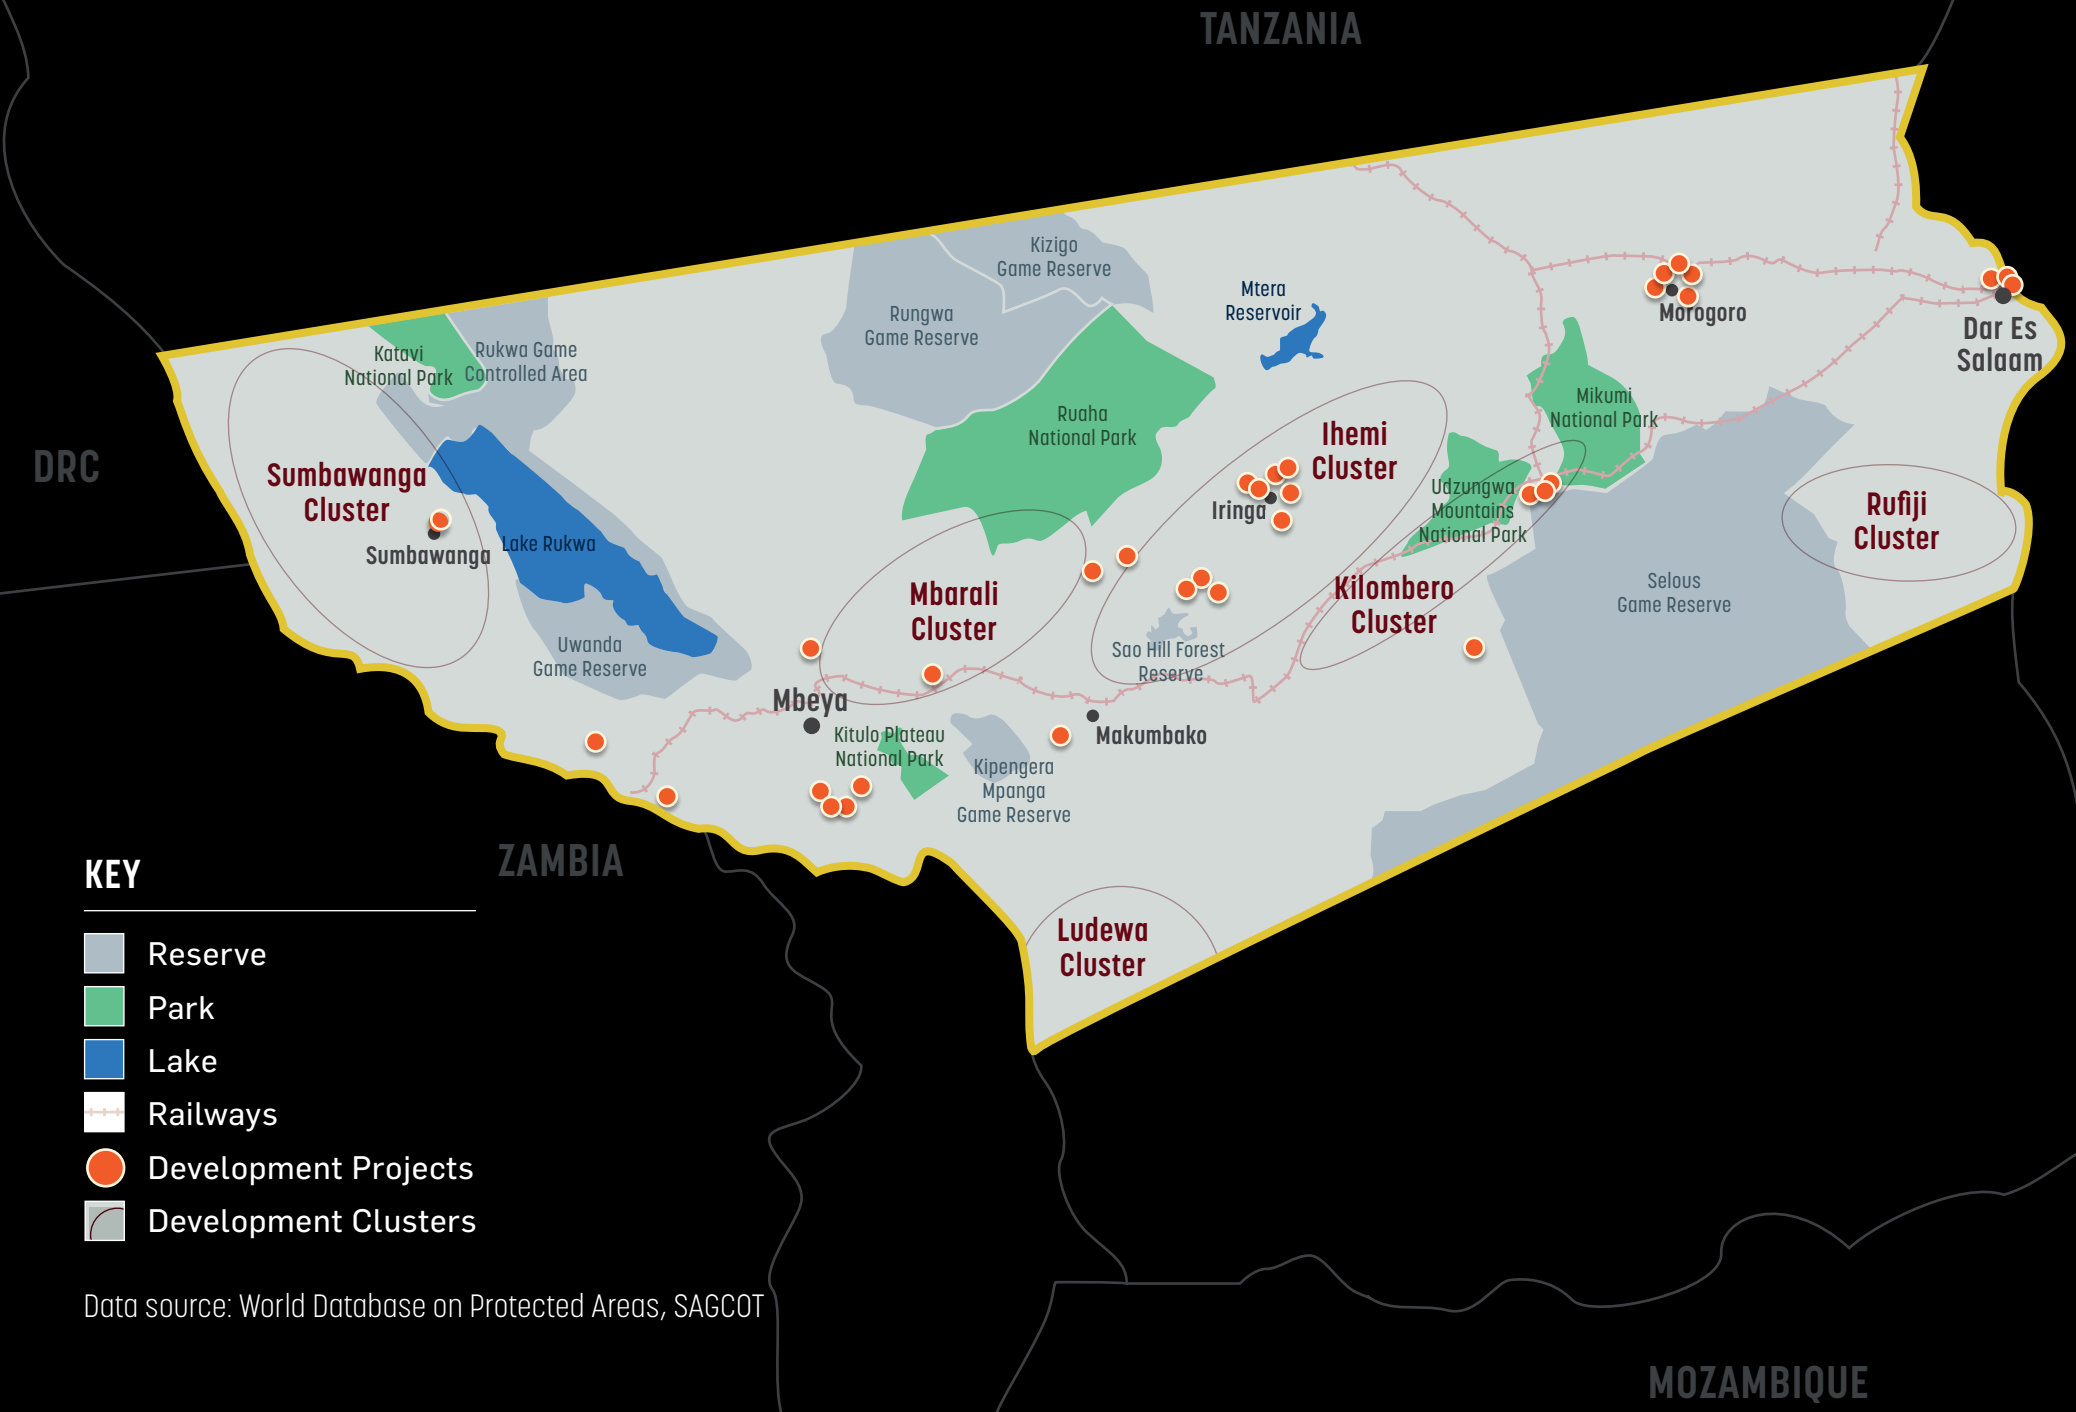 TANZANIA
Kizigo
Game Reserve
Rungwa
Game Reserve
Mtera
Reservoir
Morogoro
Dar Es
Salaam
Katavi
National Park
Rukwa Game
Controlled Area
Ruaha
National Park
Mikumi
National Park
DRC
Sumbawanga
Cluster
Sumbawanga
Lake Rukwa
Ihemi
Cluster
Iringa
Udzungwa
Mountains
National Park
Rufiji
Cluster
Mbarali
Cluster
Kilombero
Cluster
Selous
Game Reserve
Uwanda
Game Reserve
Sao Hill Forest
Reserve
Mbeya
Makumbako
Kitulo Plateau
National Park
Kipengera
Mpanga
Game Reserve
ZAMBIA
Ludewa
Cluster
KEY
Reserve
Park
Lake
Railways
Development Projects
Development Clusters
Data source: World Database on Protected Areas, SAGCOT
MOZAMBIQUE